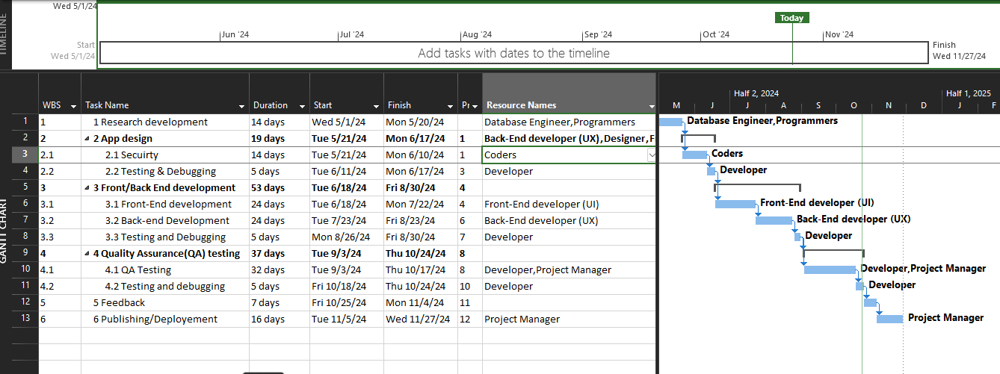 Wed 5/1/24
TIMELINE
Today
Jun '24 Jul '24 Aug '24 Sep '24 Oct '24 Nov '24
Start
Wed 5/1/24
Add tasks with dates to the timeline
Finish
Wed 11/27/24
GANTT CHART
WBS Task Name Duration Start Finish Pr Resource Names
Half 2, 2024 Half 1, 2025
M J J A S O N D J F
1 1 1 Research development 14 days Wed 5/1/24 Mon 5/20/24 Database Engineer,Programmers Database Engineer,Programmers
2 2 2 App design 19 days Tue 5/21/24 Mon 6/17/24 1 Back-End developer (UX),Designer,F
3 2.1 2.1 Secuirty 14 days Tue 5/21/24 Mon 6/10/24 1 Coders Coders
4 2.2 2.2 Testing & Debugging 5 days Tue 6/11/24 Mon 6/17/24 3 Developer Developer
5 3 3 Front/Back End development 53 days Tue 6/18/24 Fri 8/30/24 4
6 3.1 3.1 Front-End development 24 days Tue 6/18/24 Mon 7/22/24 4 Front-End developer (UI) Front-End developer (UI)
7 3.2 3.2 Back-end Development 24 days Tue 7/23/24 Fri 8/23/24 6 Back-End developer (UX) Back-End developer (UX)
8 3.3 3.3 Testing and Debugging 5 days Mon 8/26/24 Fri 8/30/24 7 Developer Developer
9 4 4 Quality Assurance(QA) testing 37 days Tue 9/3/24 Thu 10/24/24 8
10 4.1 4.1 QA Testing 32 days Tue 9/3/24 Thu 10/17/24 8 Developer,Project Manager Developer,Project Manager
11 4.2 4.2 Testing and debugging 5 days Fri 10/18/24 Thu 10/24/24 10 Developer Developer
12 5 5 Feedback 7 days Fri 10/25/24 Mon 11/4/24 11
13 6 6 Publishing/Deployement 16 days Tue 11/5/24 Wed 11/27/24 12 Project Manager Project Manager